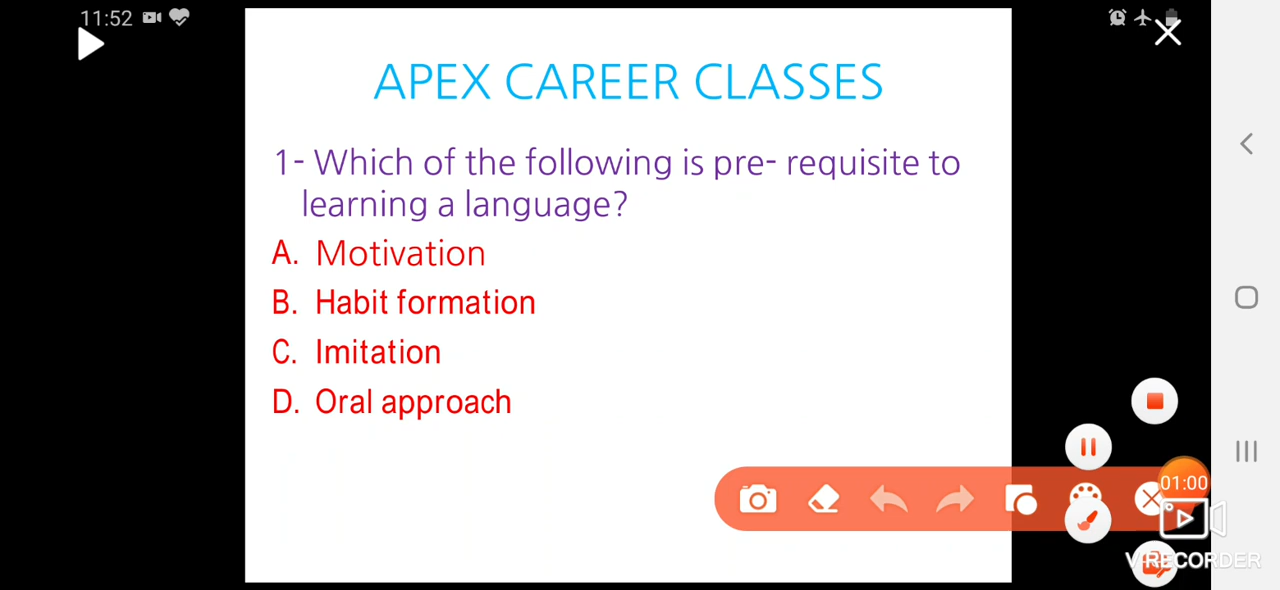 11:52
APEX CAREER CLASSES
1- Which of the following is pre- requisite to
learning a language?
A. Motivation
B. Habit formation
C. Imitation
D. Oral approach
01:00
V-RECORDER